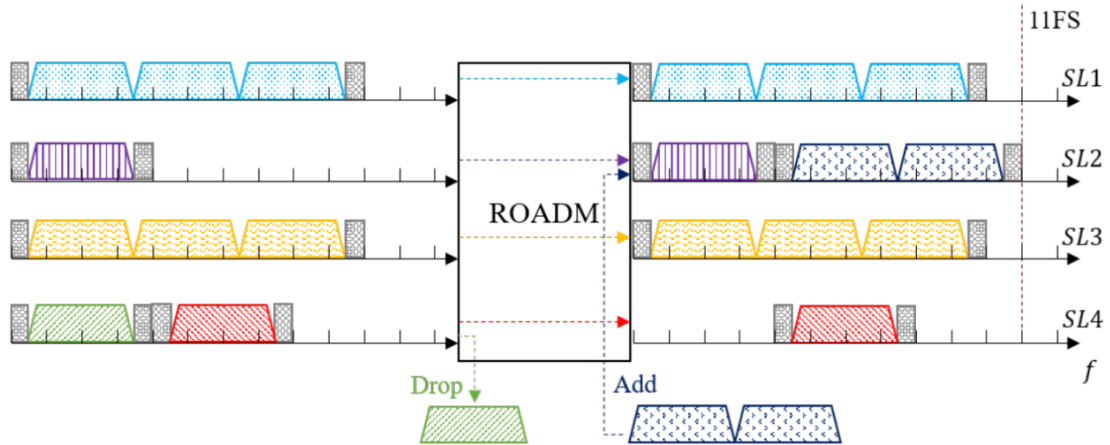 11FS
SL1
SL2
ROADM
SL3
SL4
f
Drop
Add